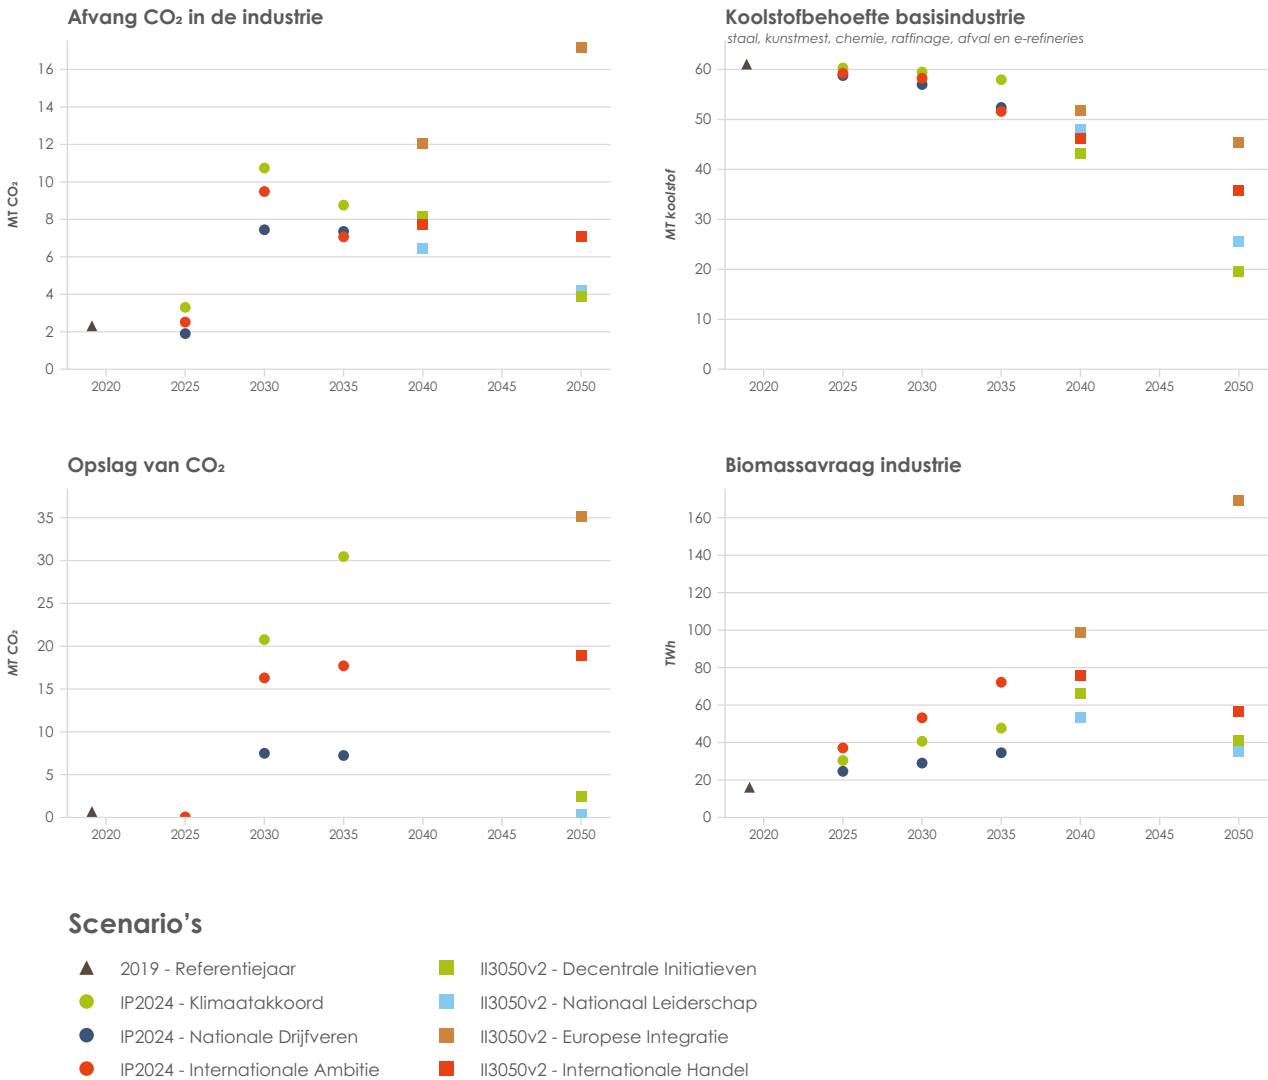 Afvang CO₂ in de industrie
MT CO₂
16
14
12
10
8
6
4
2
0
2020 2025 2030 2035 2040 2045 2050
Koolstofbehoefte basisindustrie
staal, kunstmest, chemie, raffinage, afval en e-refineries
MT koolstof
60
50
40
30
20
10
0
2020 2025 2030 2035 2040 2045 2050
Opslag van CO₂
MT CO₂
35
30
25
20
15
10
5
0
2020 2025 2030 2035 2040 2045 2050
Biomassavraag industrie
TWh
160
140
120
100
80
60
40
20
0
2020 2025 2030 2035 2040 2045 2050
Scenario's
2019 - Referentiejaar
IP2024 - Klimaatakkoord
IP2024 - Nationale Drijfveren
IP2024 - Internationale Ambitie
II3050v2 - Decentrale Initiatieven
II3050v2 - Nationaal Leiderschap
II3050v2 - Europese Integratie
II3050v2 - Internationale Handel